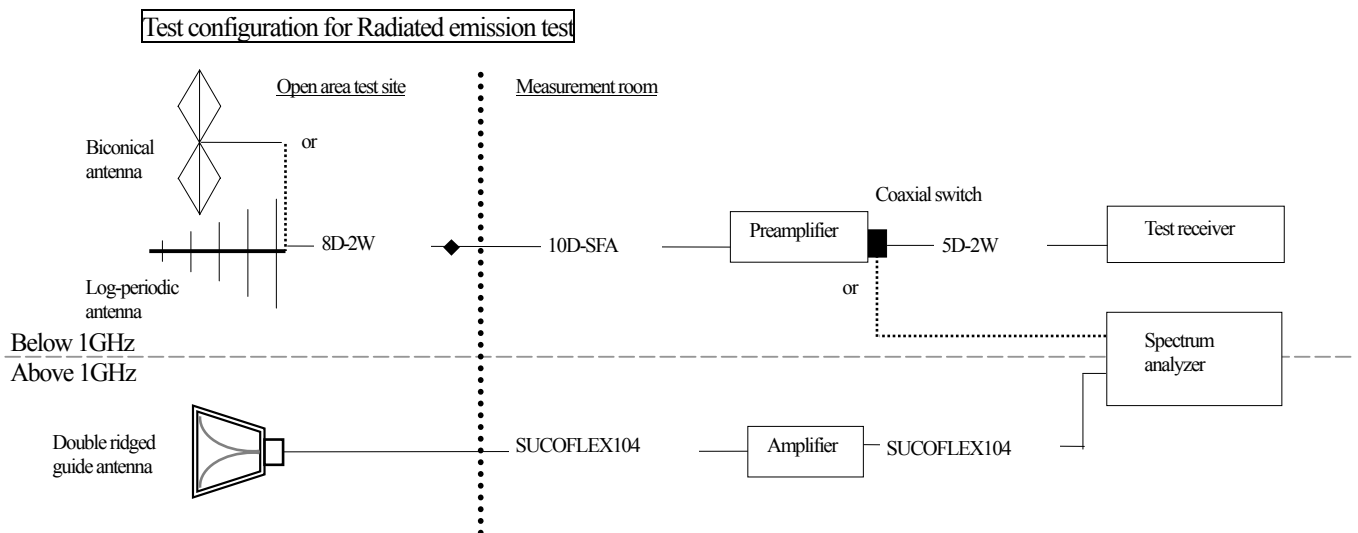 Test configuration for Radiated emission test
Open area test site
Measurement room
Biconical
antenna
or
Coaxial switch
Preamplifier
Test receiver
8D-2W
10D-SFA
5D-2W
Log-periodic
antenna
or
Below 1GHz
Spectrum
analyzer
Above 1GHz
Double ridged
guide antenna
SUCOFLEX104
Amplifier
SUCOFLEX104